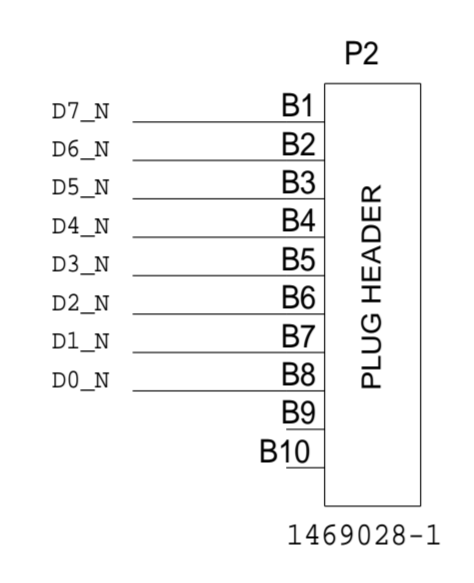 P2
D7_N B1
D6_N B2
D5_N B3
D4_N B4
D3_N B5
D2_N B6
D1_N B7
D0_N B8
B9
B10
PLUG HEADER
1469028-1